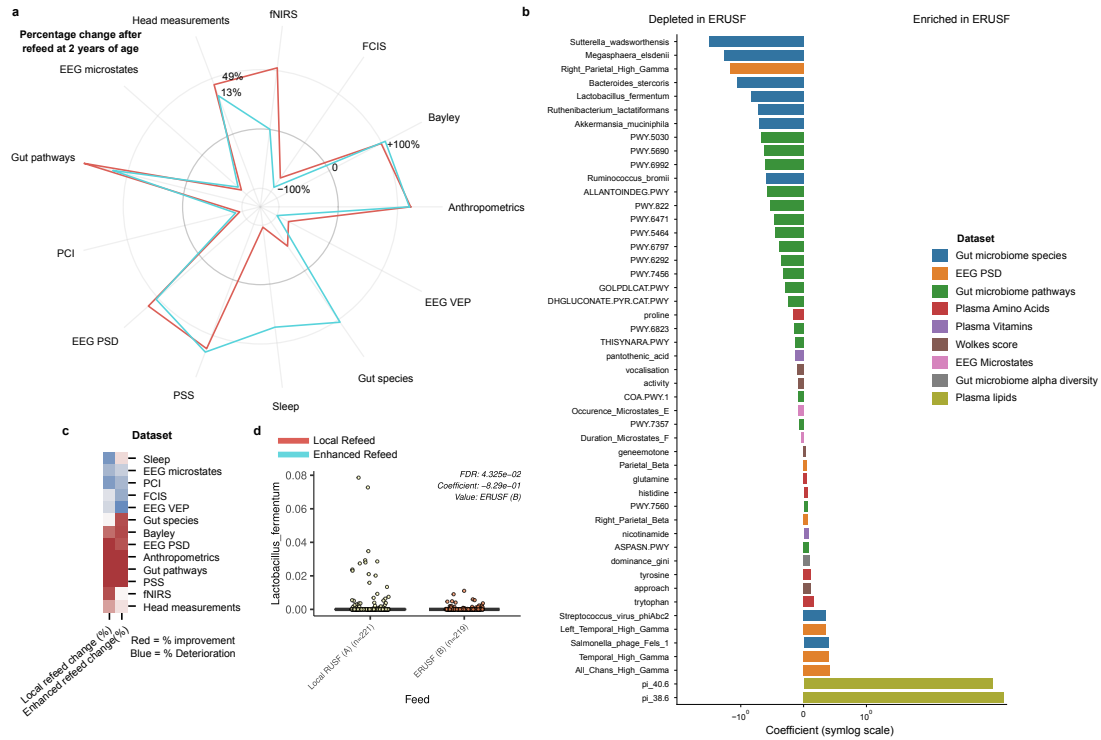 a
Percentage change after
refeed at 2 years of age
Head measurements
fNIRS
FCIS
EEG microstates
49%
13%
Bayley
+100%
Gut pathways
0
−100%
Anthropometrics
PCI
EEG VEP
EEG PSD
Gut species
PSS
Sleep
b
Depleted in ERUSF
Enriched in ERUSF
Sutterella_wadsworthensis
Megasphaera_elsdenii
Right_Parietal_High_Gamma
Bacteroides_stercoris
Lactobacillus_fermentum
Ruthenibacterium_lactatiformans
Akkermansia_muciniphila
PWY.5030
PWY.5690
PWY.6992
Ruminococcus_bromii
ALLANTOINDEG.PWY
PWY.822
PWY.6471
PWY.5464
PWY.6797
PWY.6292
PWY.7456
GOLPDLCAT.PWY
DHGLUCONATE.PYR.CAT.PWY
proline
PWY.6823
THISYNARA.PWY
pantothenic_acid
vocalisation
activity
COA.PWY.1
Occurence_Microstates_E
PWY.7357
Duration_Microstates_F
geneemotone
Parietal_Beta
glutamine
histidine
PWY.7560
Right_Parietal_Beta
nicotinamide
ASPASN.PWY
dominance_gini
tyrosine
approach
trytophan
Streptococcus_virus_phiAbc2
Left_Temporal_High_Gamma
Salmonella_phage_Fels_1
Temporal_High_Gamma
All_Chans_High_Gamma
pi_40.6
pi_38.6
−10⁰
0
10⁰
Coefficient (symlog scale)
Dataset
Gut microbiome species
EEG PSD
Gut microbiome pathways
Plasma Amino Acids
Plasma Vitamins
Wolkes score
EEG Microstates
Gut microbiome alpha diversity
Plasma lipids
c
Dataset
Sleep
EEG microstates
PCI
FCIS
EEG VEP
Gut species
Bayley
EEG PSD
Anthropometrics
Gut pathways
PSS
fNIRS
Head measurements
Local refeed change (%)
Enhanced refeed change(%)
Red = % improvement
Blue = % Deterioration
d
Local Refeed
Enhanced Refeed
FDR: 4.325e−02
Coefficient: −8.29e−01
Value: ERUSF (B)
Lactobacillus_fermentum
0.08
0.06
0.04
0.02
0.00
Local RUSF (A) (n=221)
ERUSF (B) (n=219)
Feed